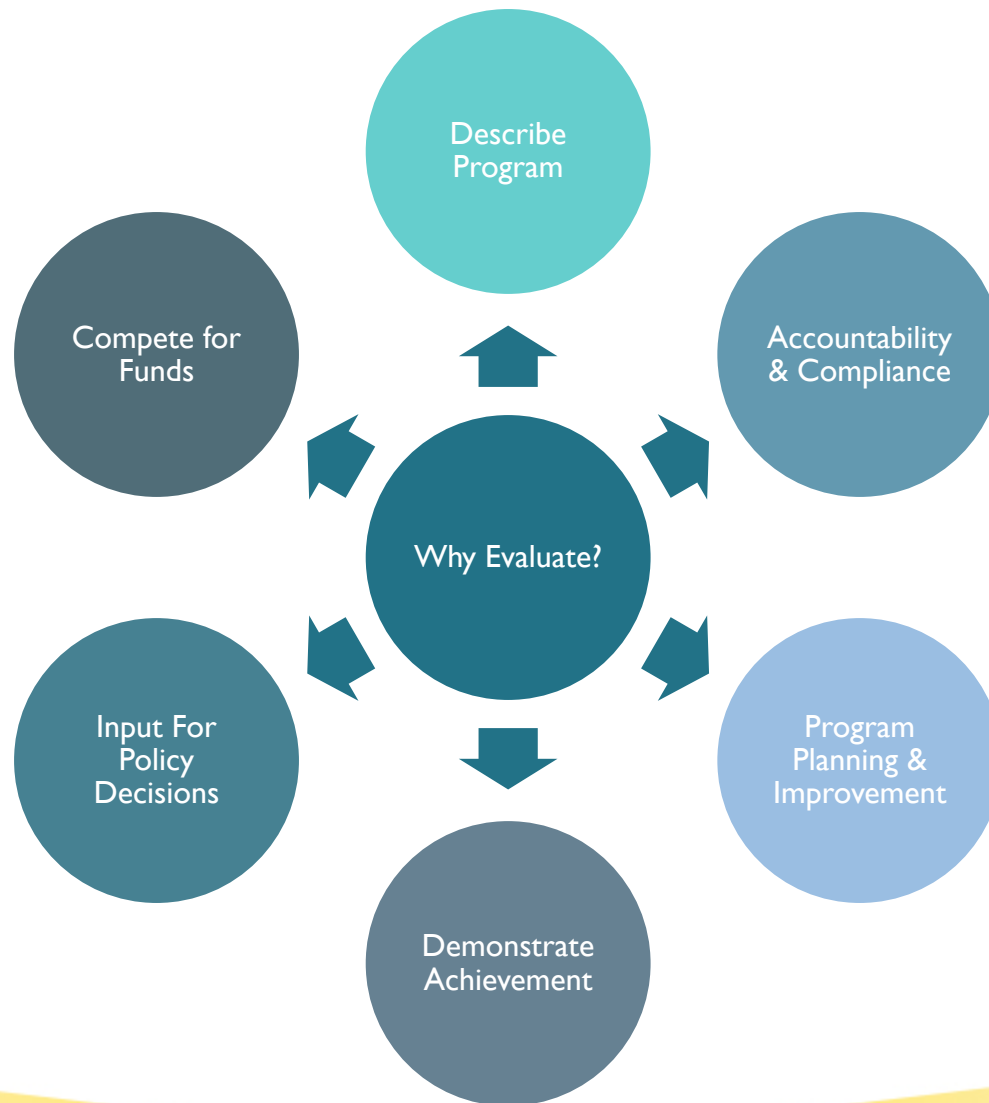 Describe
Program
Accountability
& Compliance
Program
Planning &
Improvement
Demonstrate
Achievement
Input For
Policy
Decisions
Compete for
Funds
Why Evaluate?